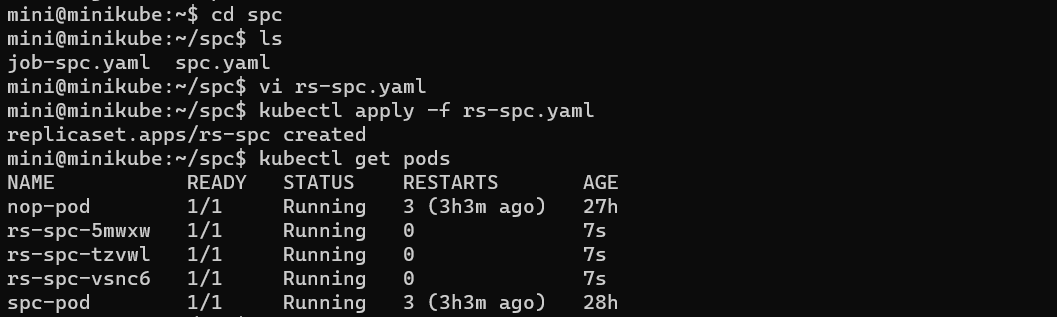 mini@minikube:~$ cd spc
mini@minikube:~/spc$ ls
job-spc.yaml  spc.yaml
mini@minikube:~/spc$ vi rs-spc.yaml
mini@minikube:~/spc$ kubectl apply -f rs-spc.yaml
replicaset.apps/rs-spc created
mini@minikube:~/spc$ kubectl get pods
NAME           READY   STATUS    RESTARTS       AGE
nop-pod        1/1     Running   3 (3h3m ago)   27h
rs-spc-5mwxw   1/1     Running   0              7s
rs-spc-tzvwl   1/1     Running   0              7s
rs-spc-vsnc6   1/1     Running   0              7s
spc-pod        1/1     Running   3 (3h3m ago)   28h